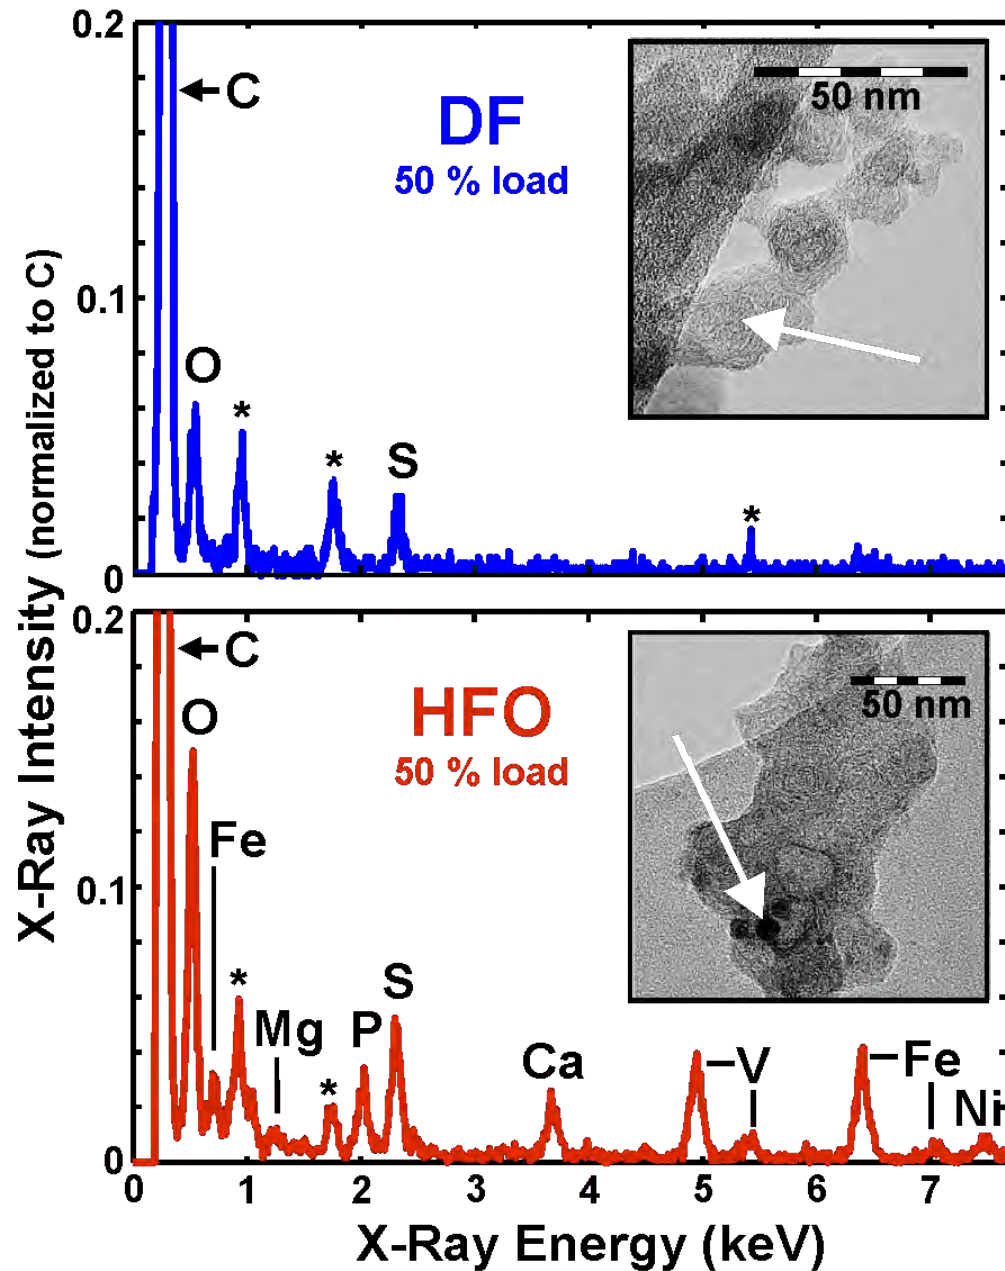 X-Ray Intensity (normalized to C)
0.2
0.1
0
C
O
*
*
S
*
DF
50 % load
50 nm
0.2
0.1
0
C
O
Fe
*
Mg
*
P
S
Ca
V
Fe
Ni
HFO
50 % load
50 nm
0 1 2 3 4 5 6 7
X-Ray Energy (keV)